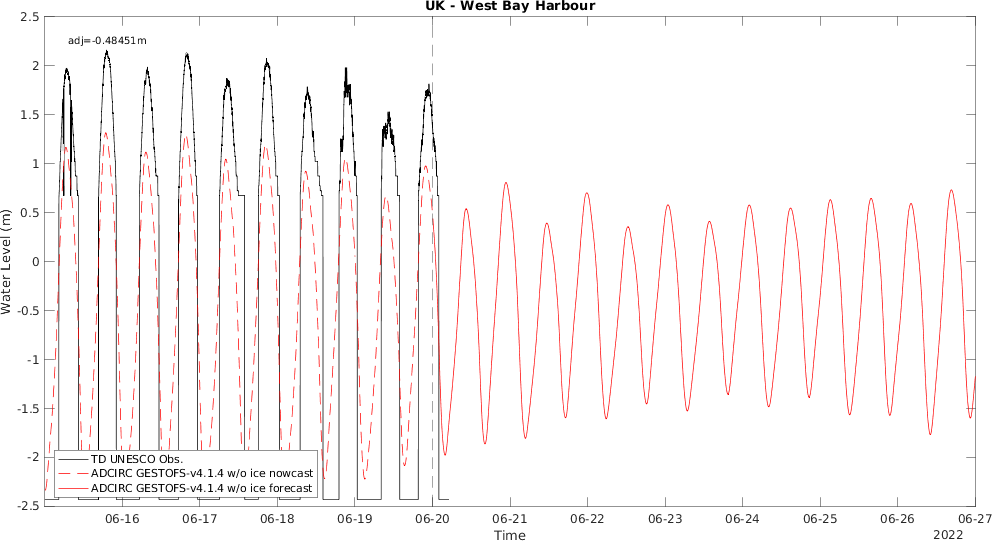 UK - West Bay Harbour
adj=-0.48451m
2.5
2
1.5
1
0.5
0
-0.5
-1
-1.5
-2
-2.5
Water Level (m)
TD UNESCO Obs.
ADCIRC GESTOFS-v4.1.4 w/o ice nowcast
ADCIRC GESTOFS-v4.1.4 w/o ice forecast
06-16 06-17 06-18 06-19 06-20 06-21 06-22 06-23 06-24 06-25 06-26 06-27
Time
2022